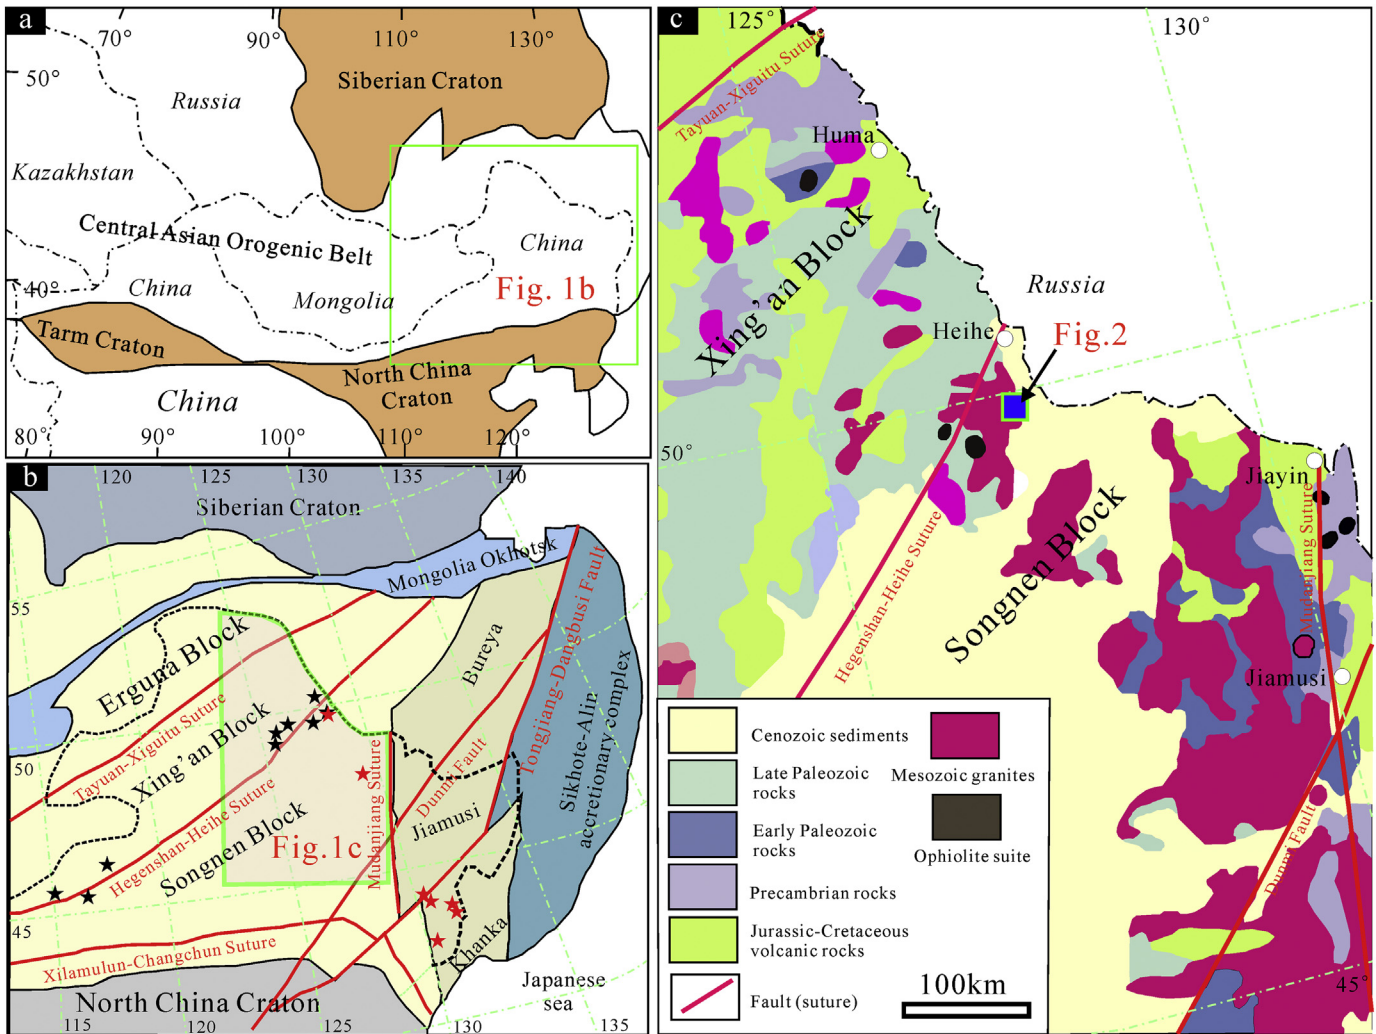 a
70°
90°
110°
130°
50°
Siberian Craton
Russia
Kazakhstan
Central Asian Orogenic Belt
China
40°
China
Mongolia
Fig. 1b
Tarm Craton
North China
Craton
China
80°
90°
100°
110°
120°
b
120
125
130
135
140
Siberian Craton
Mongolia Okhotsk
55
Erguna Block
Bureya
Tongjiang-Dangbusi Fault
Tayuan-Xiguitu Suture
Xing'an Block
50
Hegenshan-Heihe Suture
Songnen Block
Fig.1c
Mudanjiang Suture
Dunmi Fault
Jiamusi
Sikhote-Alin
accretionary complex
45
Xilamulun-Changchun Suture
Khanka
North China Craton
Japanese
sea
115
120
125
130
135
c
125°
130°
Tayuan-Xiguitu Suture
Huma
Xing'an Block
Russia
Heihe
Fig.2
50°
Jiayin
Hegenshan-Heihe Suture
Songnen Block
Mudanjiang Suture
Jiamusi
Dunmi Fault
45°
Cenozoic sediments
Late Paleozoic
rocks
Early Paleozoic
rocks
Precambrian rocks
Jurassic-Cretaceous
volcanic rocks
Fault (suture)
Mesozoic granites
Ophiolite suite
100km